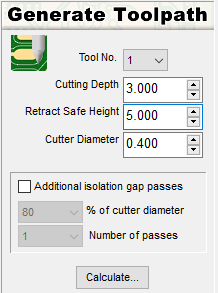 Generate Toolpath
Tool No. 1
Cutting Depth 3.000
Retract Safe Height 5.000
Cutter Diameter 0.400
Additional isolation gap passes
80 % of cutter diameter
1 Number of passes
Calculate...